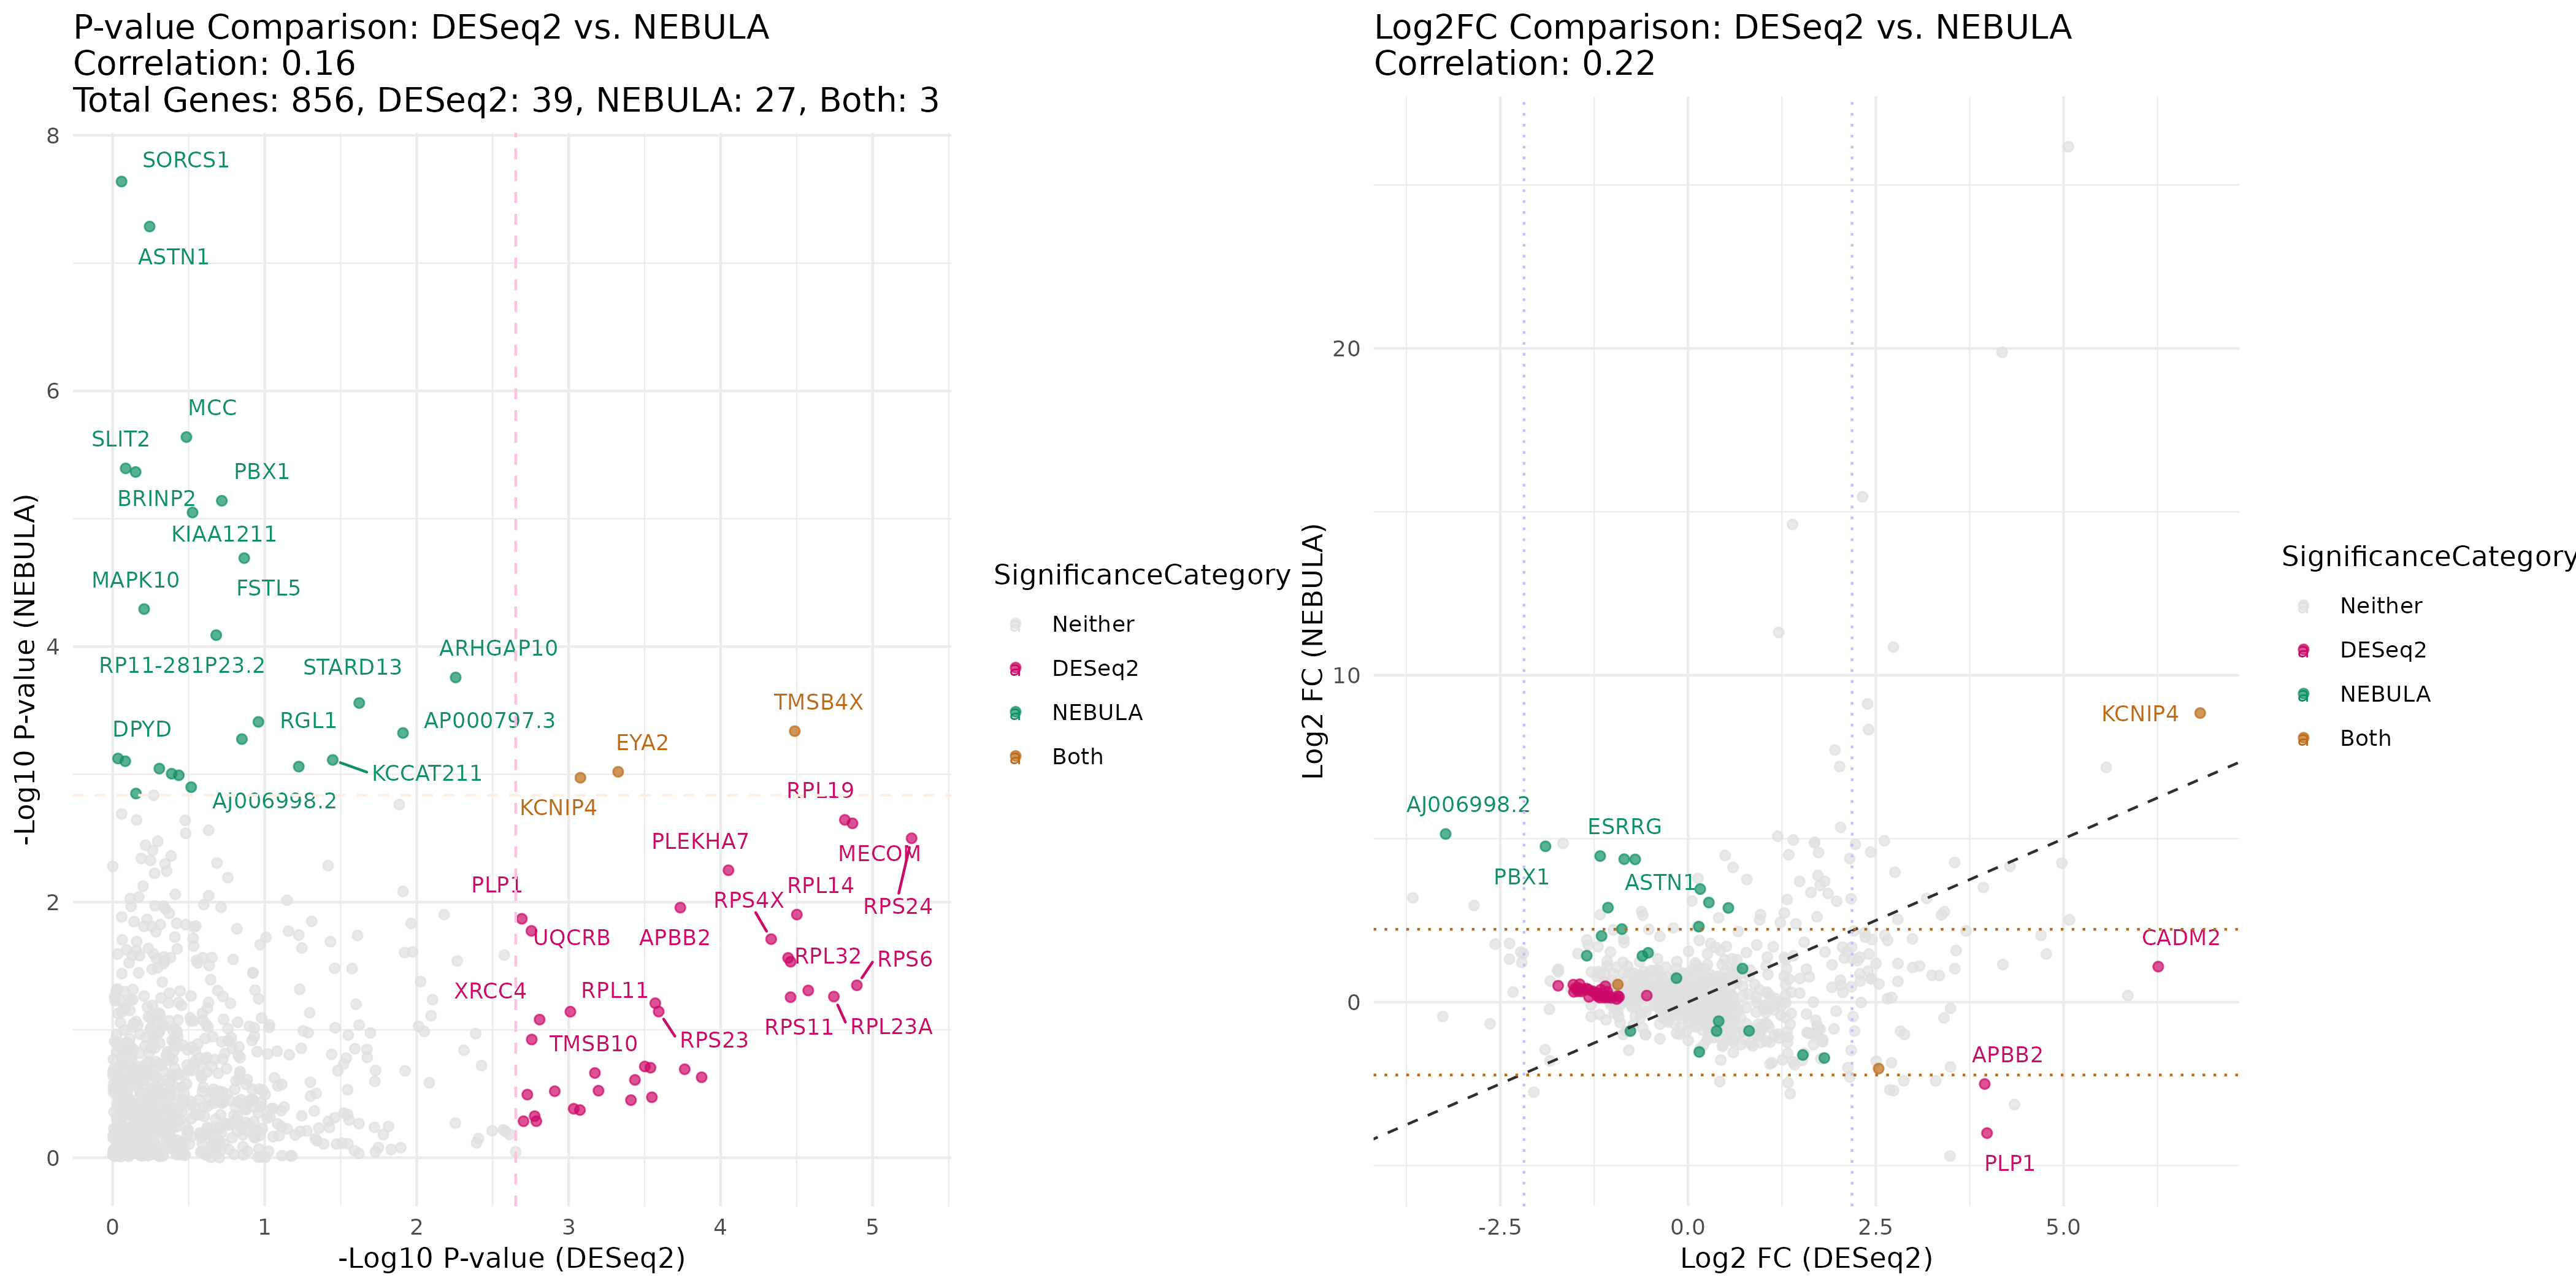 P-value Comparison: DESeq2 vs. NEBULA
Correlation: 0.16
Total Genes: 856, DESeq2: 39, NEBULA: 27, Both: 3
8
6
4
2
0
-Log10 P-value (NEBULA)
SORCS1
ASTN1
MCC
SLIT2
PBX1
BRINP2
KIAA1211
MAPK10
FSTL5
ARHGAP10
RP11-281P23.2
STARD13
TMSB4X
DPYD
RGL1
AP000797.3
EYA2
KCCAT211
RPL19
AJ006998.2
KCNIP4
PLEKHA7
MECOM
PLP1
RPL14
RPS4X
RPS24
UQCRB
APBB2
RPL32
RPS6
XRCC4
RPL11
RPS11
RPL23A
TMSB10
RPS23
0
1
2
3
4
5
-Log10 P-value (DESeq2)
SignificanceCategory
Neither
DESeq2
NEBULA
Both
Log2FC Comparison: DESeq2 vs. NEBULA
Correlation: 0.22
20
10
0
Log2 FC (NEBULA)
KCNIP4
AJ006998.2
ESRRG
PBX1
ASTN1
CADM2
APBB2
PLP1
-2.5
0.0
2.5
5.0
Log2 FC (DESeq2)
SignificanceCategory
Neither
DESeq2
NEBULA
Both